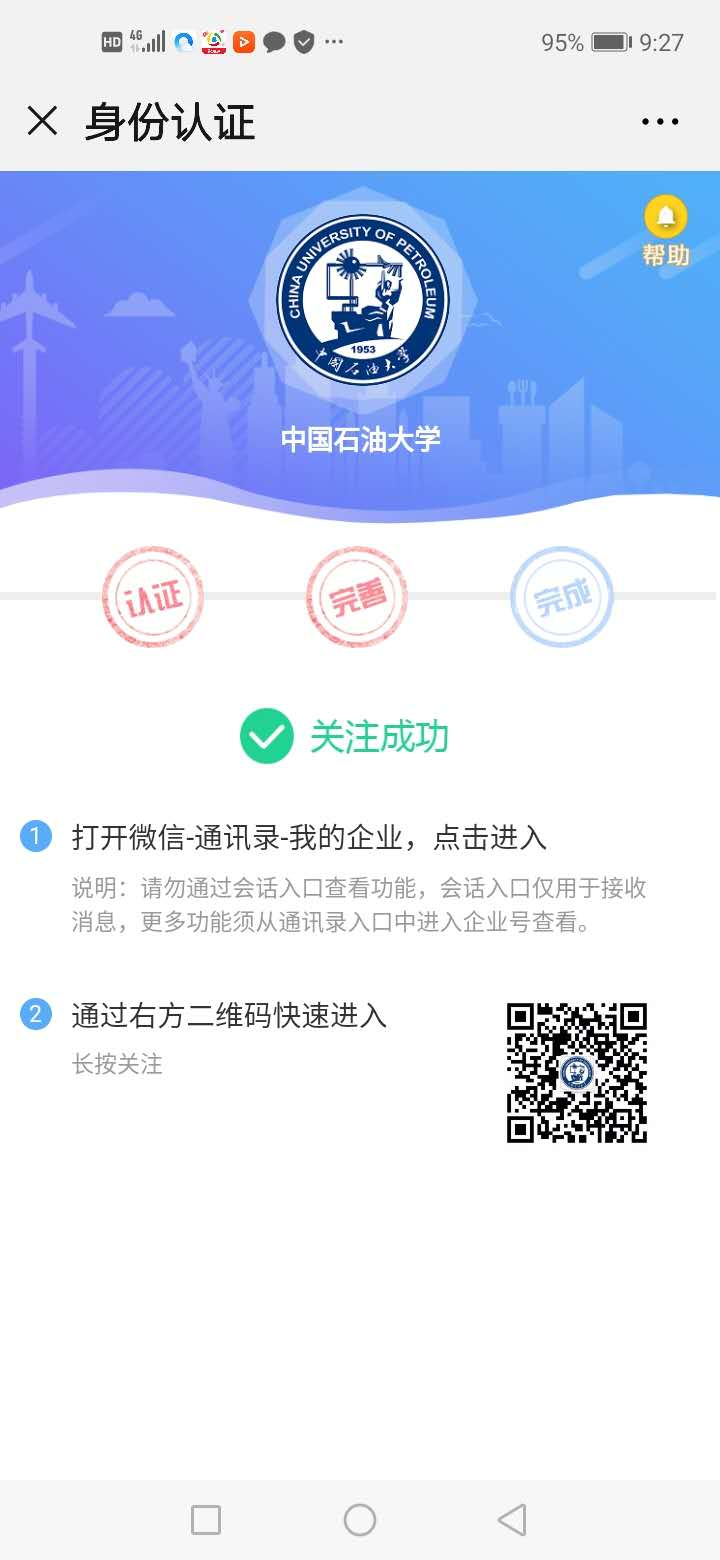 HD 4G 95% 9:27
身份认证
帮助
CHINA UNIVERSITY OF PETROLEUM
1953
中国石油大学
中国石油大学
认证
完善
完成
关注成功
1 打开微信-通讯录-我的企业，点击进入
说明：请勿通过会话入口查看功能，会话入口仅用于接收
消息，更多功能须从通讯录入口中进入企业号查看。
2 通过右方二维码快速进入
长按关注